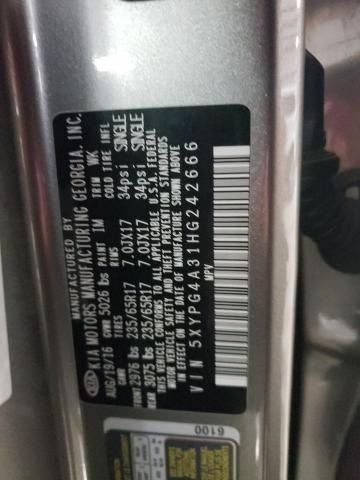 MANUFACTURED BY
KIA MOTORS MANUFACTURING GEORGIA, INC.
AUG/19/16 GVWR 5026 lbs PAINT IM TRIM WK
GAWR TIRES RIMS COLD TIRE INFL
FRONT 2976 lbs 235/65R17 7.0JX17 34psi SINGLE
REAR 3075 lbs 235/65R17 7.0JX17 34psi SINGLE
THIS VEHICLE CONFORMS TO ALL APPLICABLE U.S.A. FEDERAL
MOTOR VEHICLE SAFETY AND THEFT PREVENTION STANDARDS
IN EFFECT ON THE DATE OF MANUFACTURE SHOWN ABOVE
VIN 5XYPG4A31HG242666
MPV
6100